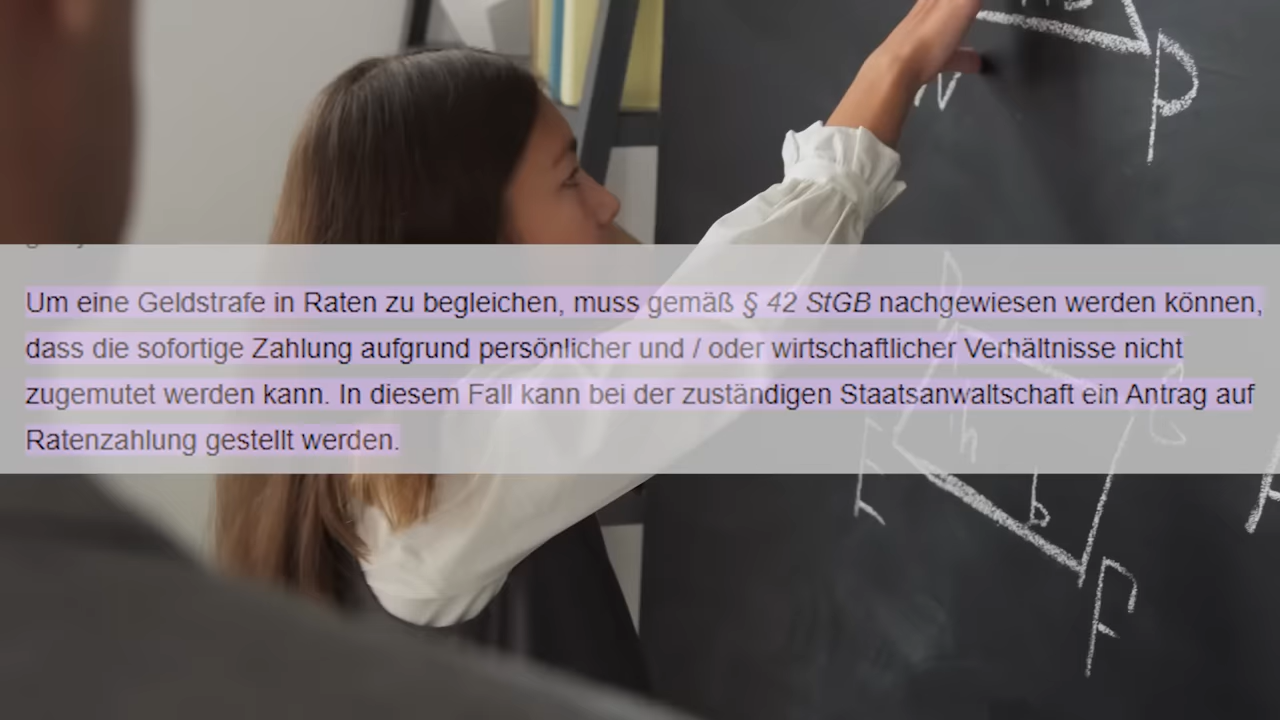 P
Um eine Geldstrafe in Raten zu begleichen, muss gemäß § 42 StGB nachgewiesen werden können,
dass die sofortige Zahlung aufgrund persönlicher und / oder wirtschaftlicher Verhältnisse nicht
zugemutet werden kann. In diesem Fall kann bei der zuständigen Staatsanwaltschaft ein Antrag auf
Ratenzahlung gestellt werden.
h
b
F